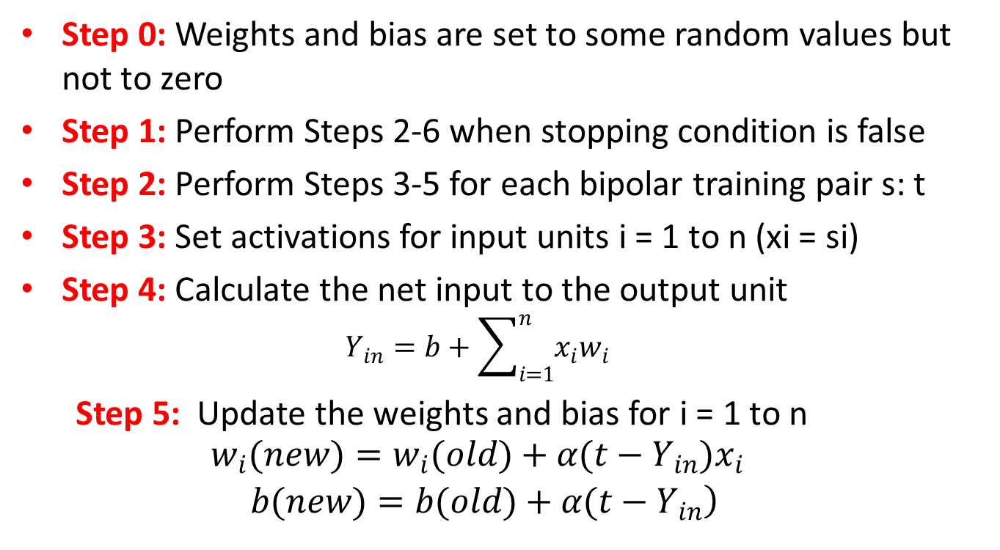 • Step 0: Weights and bias are set to some random values but
not to zero
• Step 1: Perform Steps 2-6 when stopping condition is false
• Step 2: Perform Steps 3-5 for each bipolar training pair s: t
• Step 3: Set activations for input units i = 1 to n (xi = si)
• Step 4: Calculate the net input to the output unit
Y_{in} = b + \sum_{i=1}^{n} x_i w_i
Step 5: Update the weights and bias for i = 1 to n
w_i(new) = w_i(old) + α(t − Y_{in})x_i
b(new) = b(old) + α(t − Y_{in})